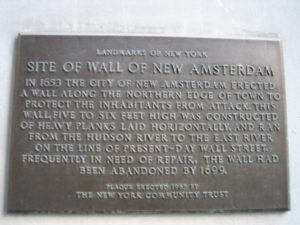 LANDMARKS OF NEW YORK
SITE OF WALL OF NEW AMSTERDAM
IN 1653 THE CITY OF NEW AMSTERDAM ERECTED
A WALL ALONG THE NORTHERN EDGE OF TOWN TO
PROTECT THE INHABITANTS FROM ATTACK. THIS
WALL, FIVE TO SIX FEET HIGH WAS CONSTRUCTED
OF HEAVY PLANKS LAID HORIZONTALLY, AND RAN
FROM THE HUDSON RIVER TO THE EAST RIVER
ON THE LINE OF PRESENT-DAY WALL STREET.
FREQUENTLY IN NEED OF REPAIR, THE WALL HAD
BEEN ABANDONED BY 1699.
PLAQUE ERECTED BY
THE NEW YORK COMMUNITY TRUST